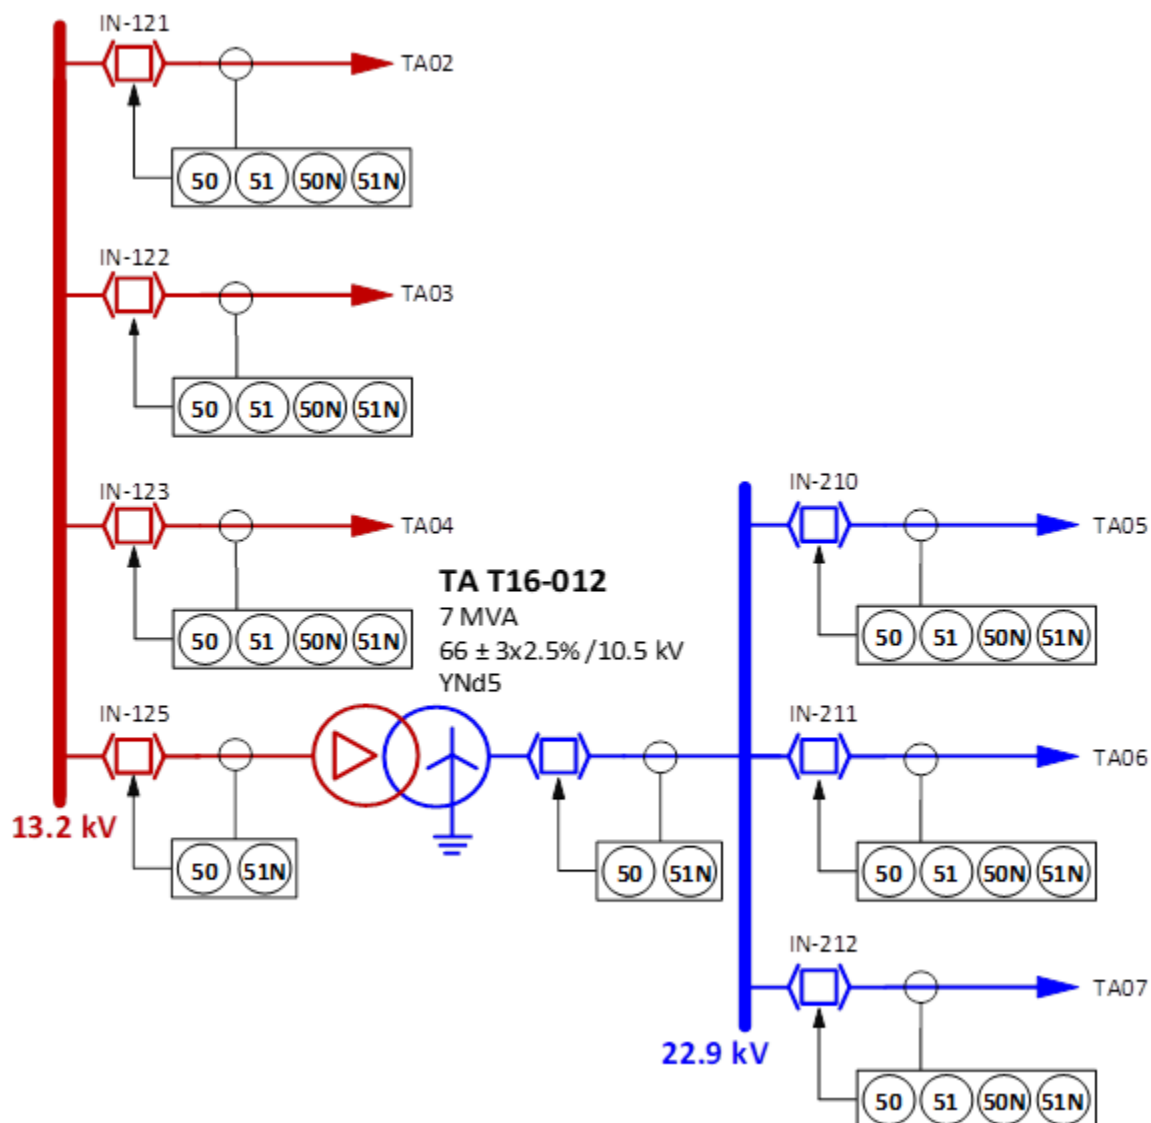 IN-121
TA02
50 51 50N 51N
IN-122
TA03
50 51 50N 51N
IN-123
TA04
50 51 50N 51N
TA T16-012
7 MVA
66 ± 3x2.5% /10.5 kV
YNd5
IN-125
50 51N
13.2 kV
50 51N
IN-210
TA05
50 51 50N 51N
IN-211
TA06
50 51 50N 51N
IN-212
TA07
22.9 kV
50 51 50N 51N